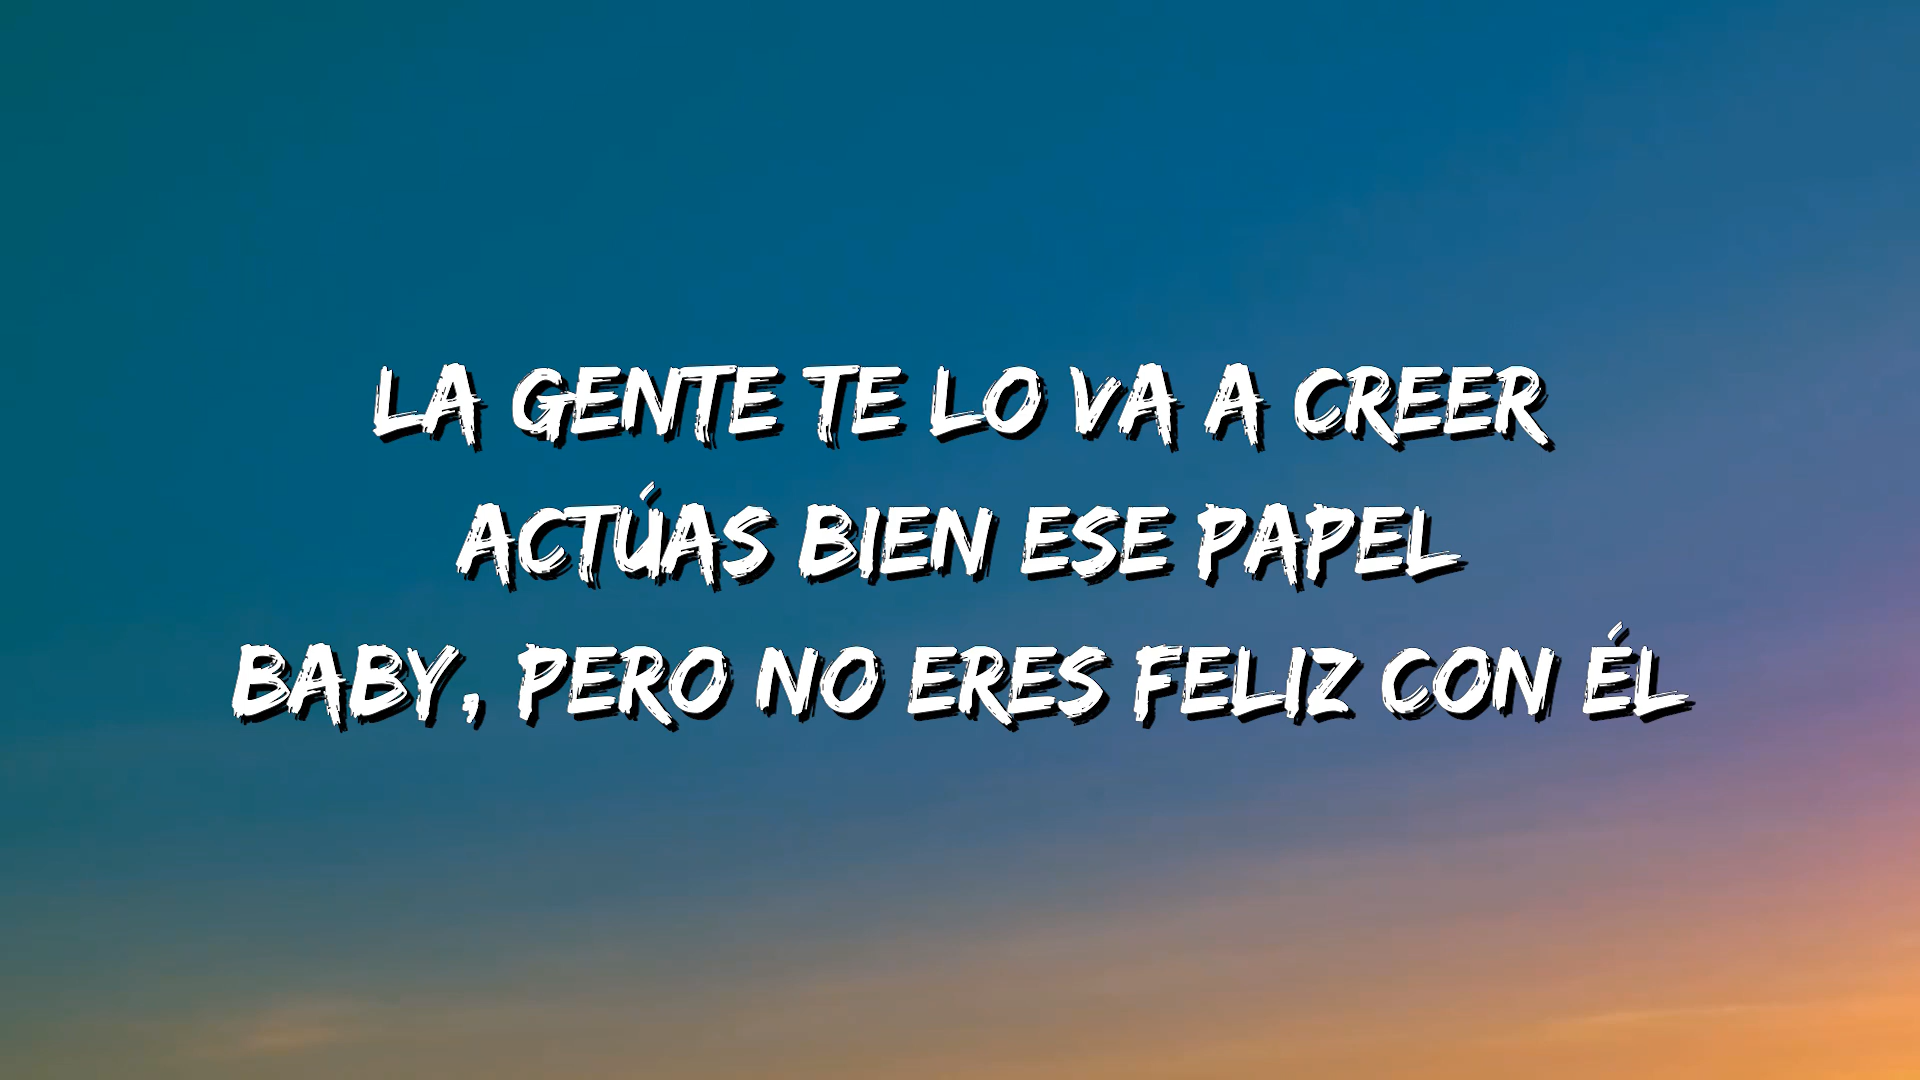 LA GENTE TE LO VA A CREER
ACTÚAS BIEN ESE PAPEL
BABY, PERO NO ERES FELIZ CON ÉL